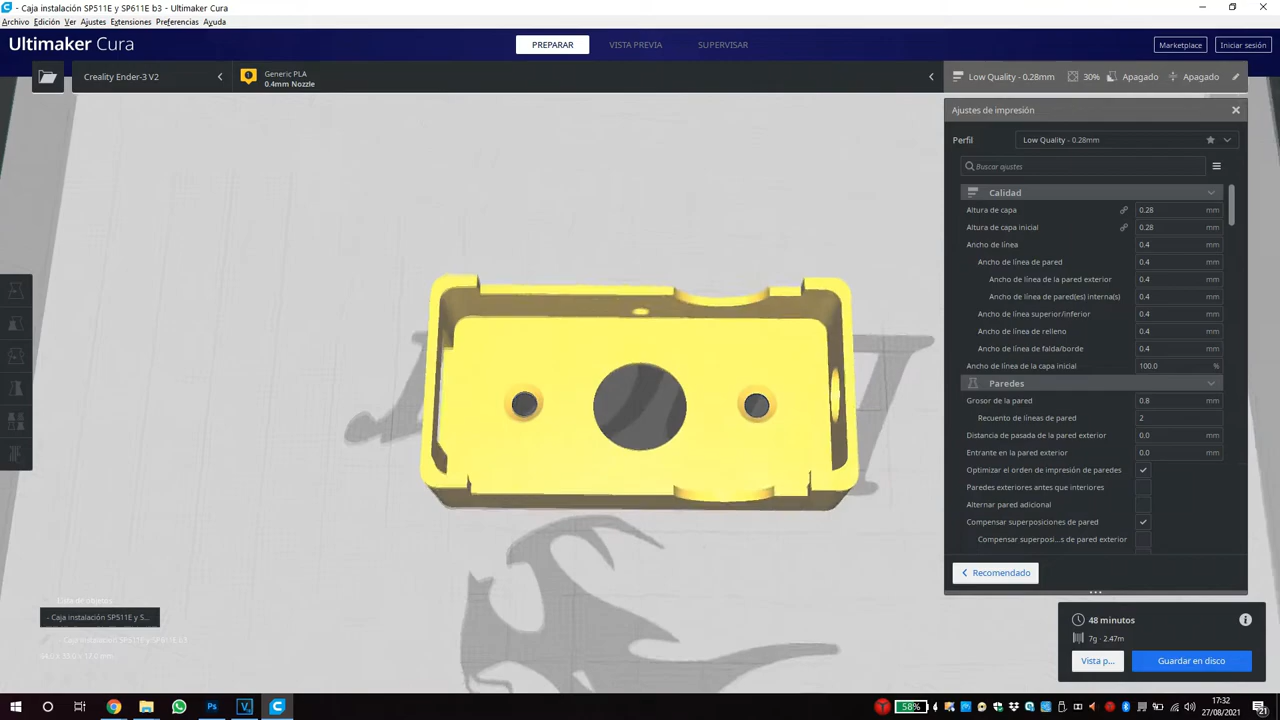 - Caja instalación SP511E y SP611E b3 - Ultimaker Cura
Archivo Edición Ver Ajustes Extensiones Preferencias Ayuda
Ultimaker Cura
PREPARAR VISTA PREVIA SUPERVISAR
Marketplace Iniciar sesión
Creality Ender-3 V2
Generic PLA
0.4mm Nozzle
Low Quality - 0.28mm 30% Apagado Apagado
Ajustes de impresión
Perfil Low Quality - 0.28mm
Buscar ajustes
Calidad
Altura de capa 0.28 mm
Altura de capa inicial 0.28 mm
Ancho de línea 0.4 mm
Ancho de línea de pared 0.4 mm
Ancho de línea de la pared exterior 0.4 mm
Ancho de línea de pared(es) interna(s) 0.4 mm
Ancho de línea superior/inferior 0.4 mm
Ancho de línea de relleno 0.4 mm
Ancho de línea de falda/borde 0.4 mm
Ancho de línea de la capa inicial 100.0 %
Paredes
Grosor de la pared 0.8 mm
Recuento de líneas de pared 2
Distancia de pasada de la pared exterior 0.0 mm
Entrante en la pared exterior 0.0 mm
Optimizar el orden de impresión de paredes
Paredes exteriores antes que interiores
Alternar pared adicional
Compensar superposiciones de pared
Compensar superposi...s de pared exterior
Recomendado
Lista de objetos
- Caja instalación SP511E y S...
Caja instalación SP511E y SP611E b3
48 minutos
7g · 2.47m
Vista p... Guardar en disco
58%
17:32
27/08/2021
21